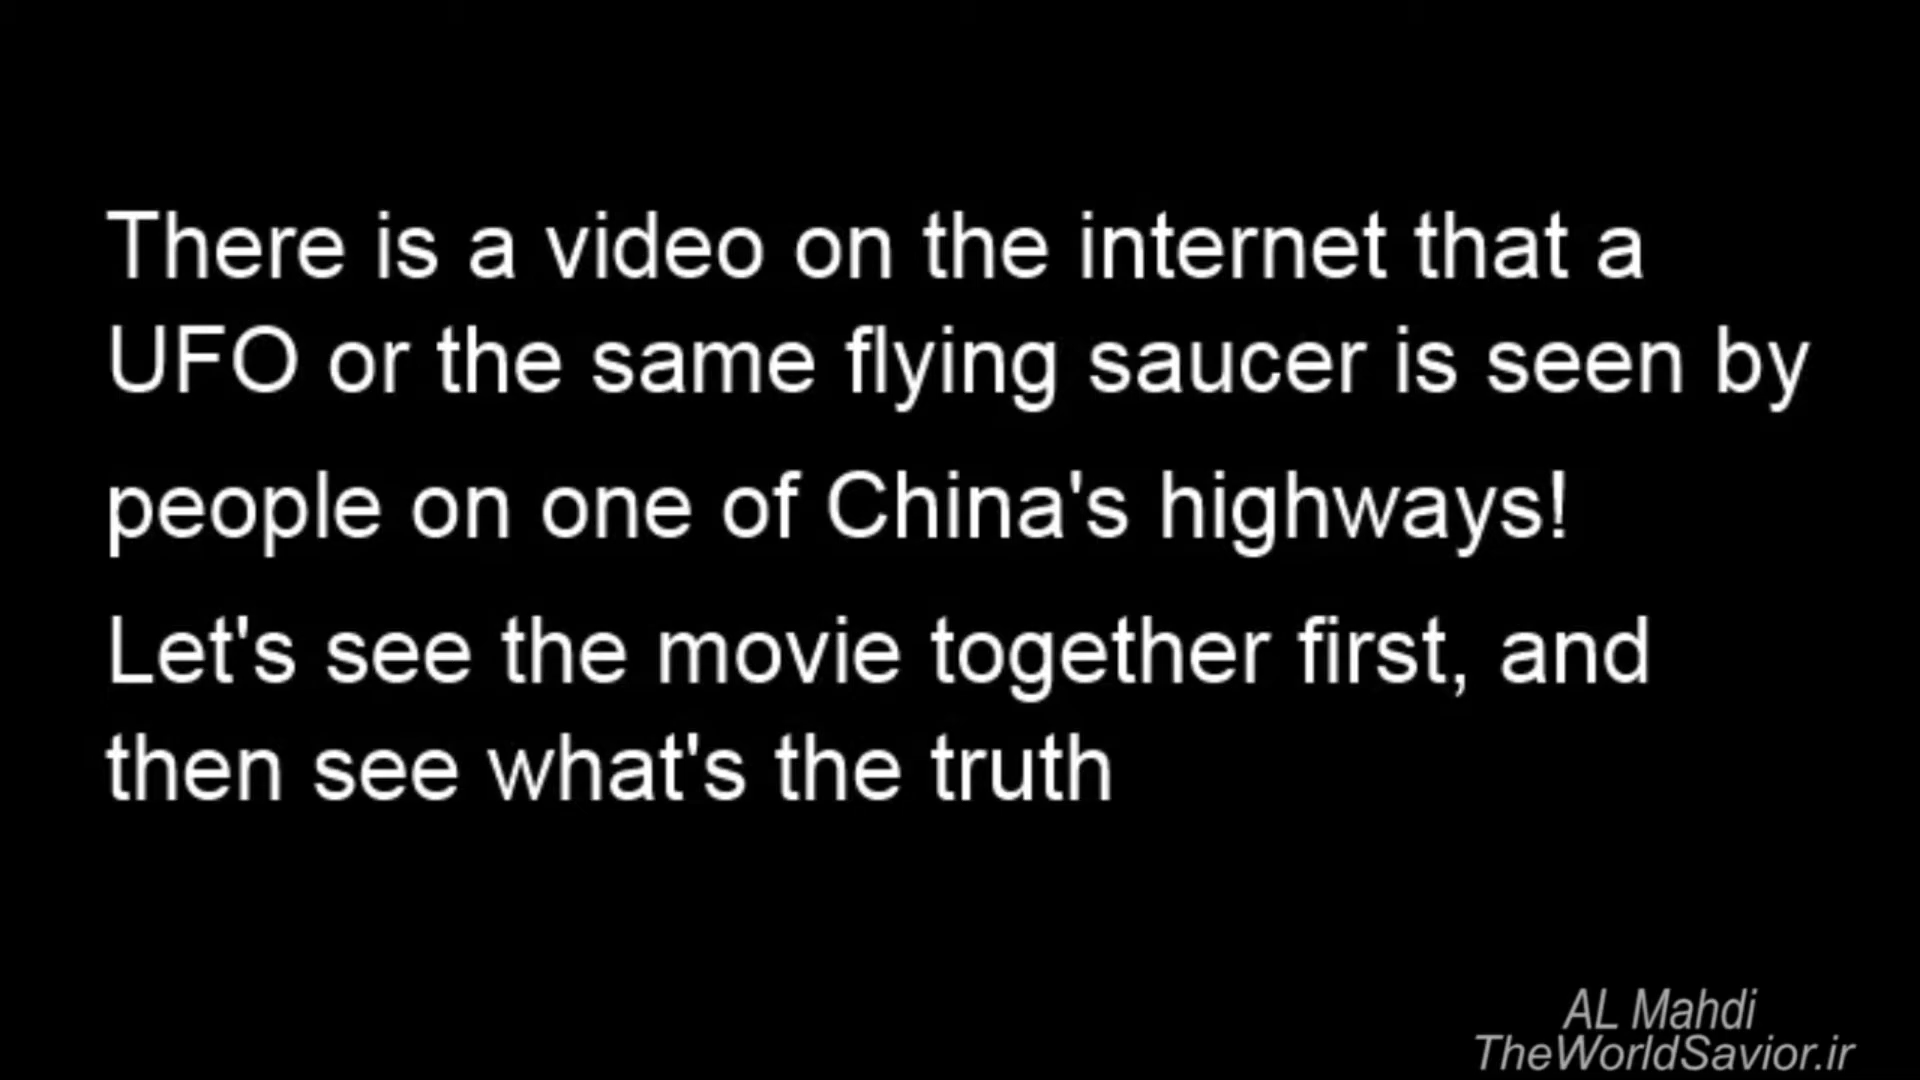 There is a video on the internet that a
UFO or the same flying saucer is seen by
people on one of China's highways!
Let's see the movie together first, and
then see what's the truth
AL Mahdi
TheWorldSavior.ir